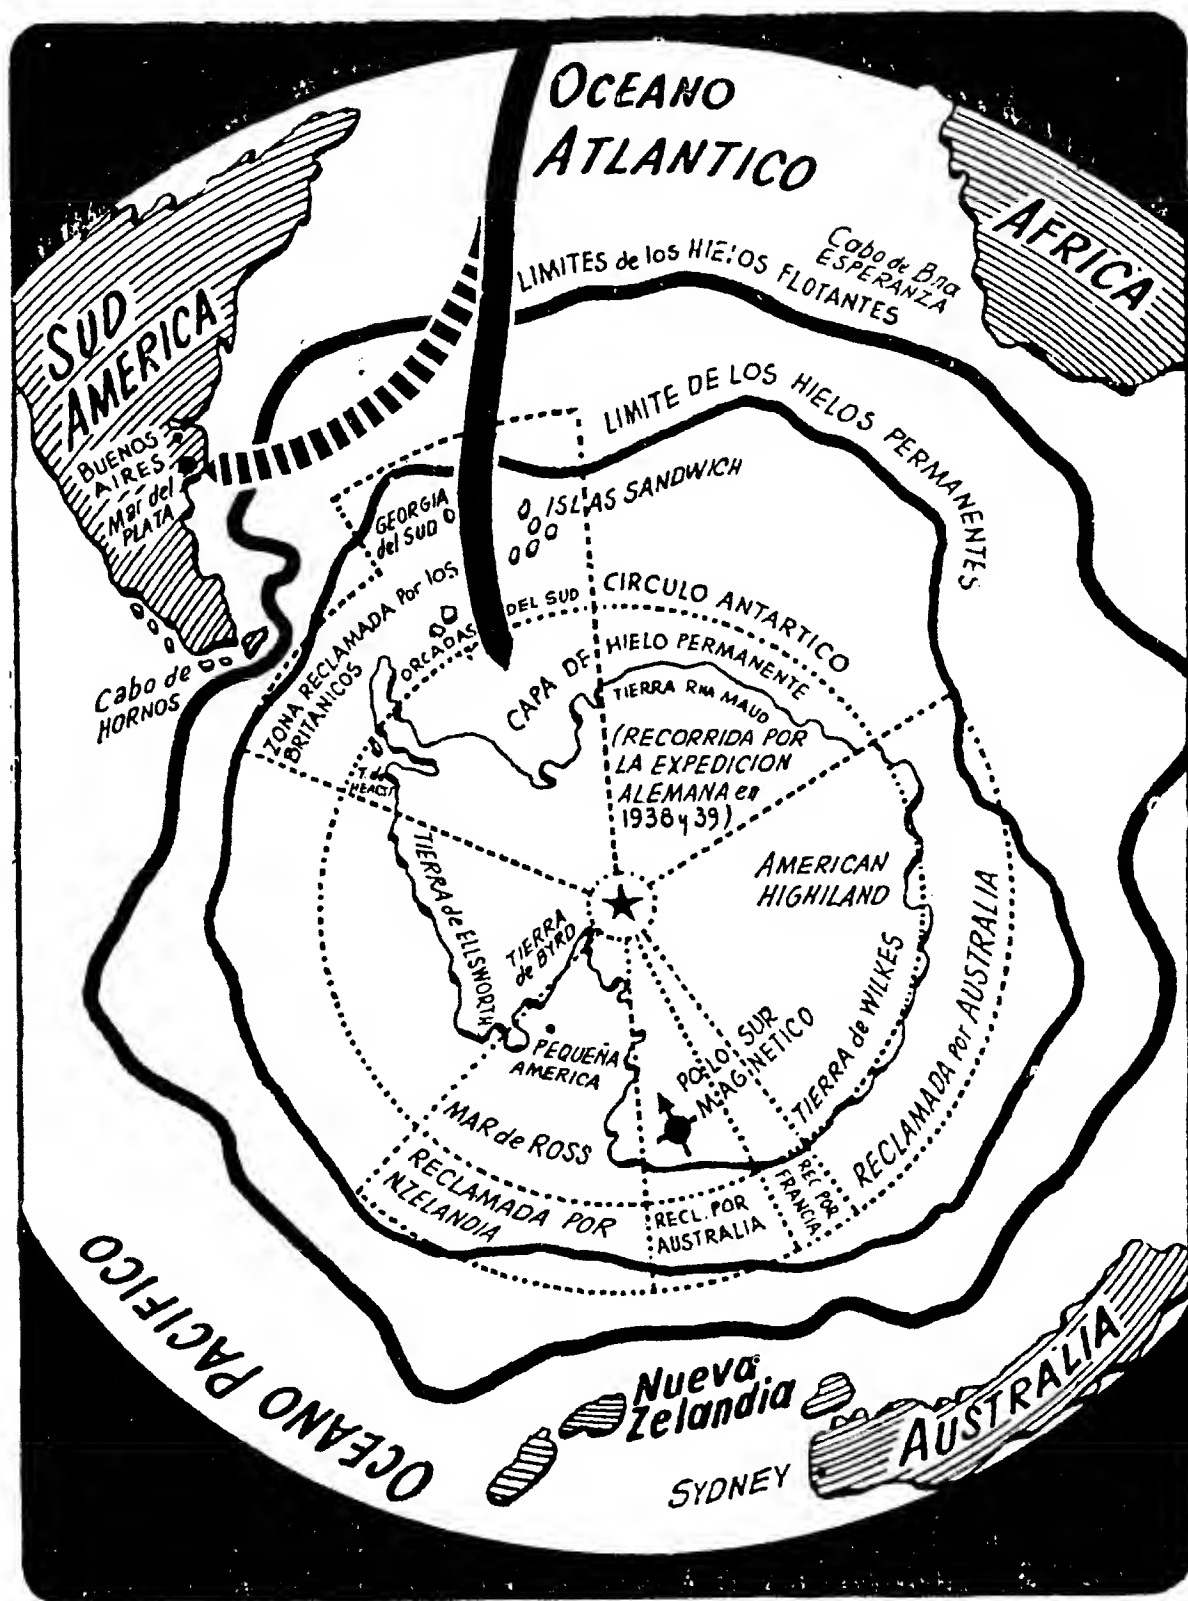 OCEANO
ATLANTICO
AFRICA
Cabo de Bna
ESPERANZA
LIMITES de los HIELOS FLOTANTES
SUD
AMERICA
BUENOS
AIRES
Mar del
PLATA
LIMITE DE LOS HIELOS PERMANENTES
ISLAS SANDWICH
GEORGIA
del SUD
ZONA RECLAMADA Por los
BRITANICOS
ORCADAS DEL SUD
CIRCULO ANTARTICO
CAPA DE HIELO PERMANENTE
TIERRA Rna MAUD
(RECORRIDA POR
LA EXPEDICION
ALEMANA en
1938 y 39)
Cabo de
HORNOS
T. de
AMERICAN
HIGHILAND
TIERRA de ELLSWORTH
TIERRA
de BYRD
PEQUEÑA
AMERICA
POLO SUR
MAGNETICO
TIERRA de WILKES
RECLAMADA por AUSTRALIA
MAR de ROSS
RECLAMADA POR
NZELANDIA
RECL. POR
AUSTRALIA
REC POR
FRANCIA
OCEANO PACIFICO
Nueva
Zelandia
AUSTRALIA
SYDNEY